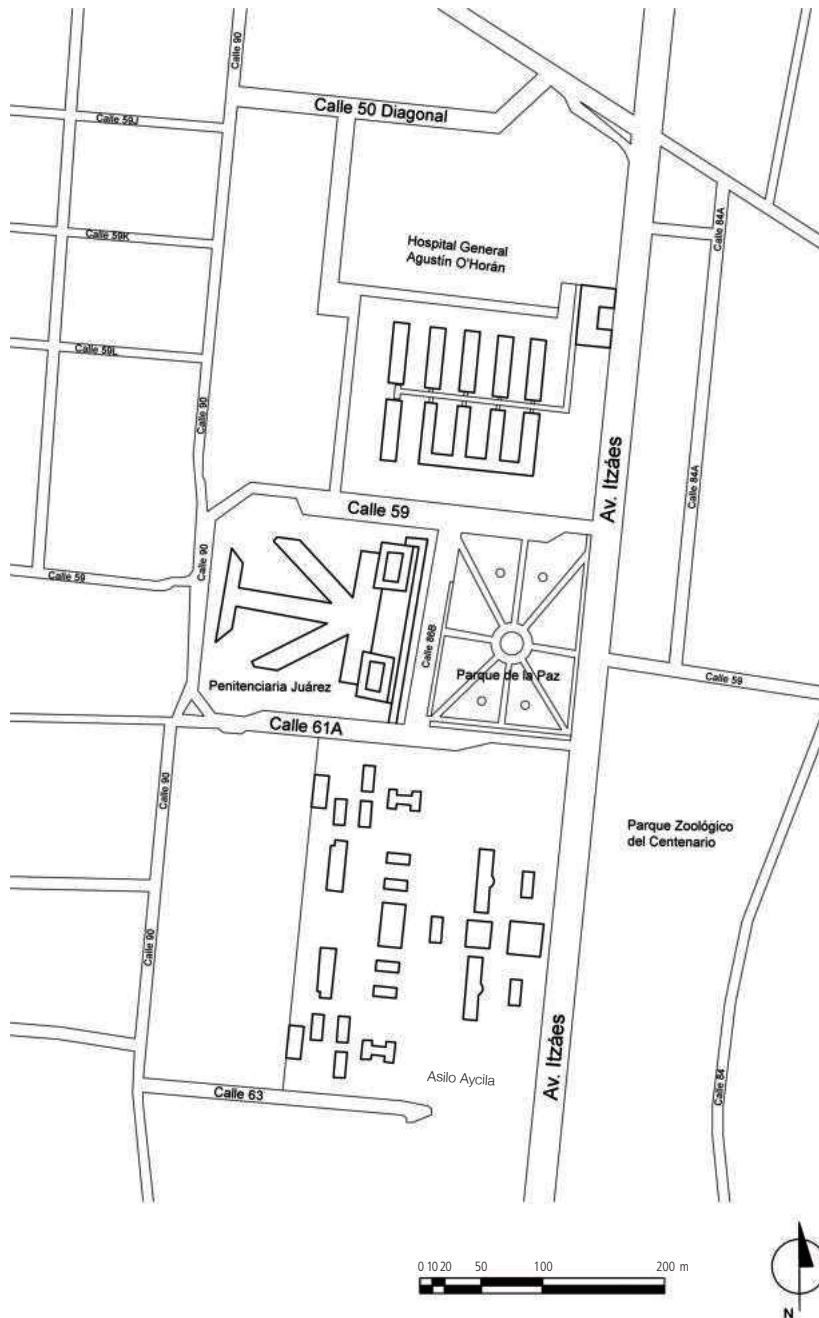 Calle 90
Calle 50 Diagonal
Calle 59J
Calle 84A
Calle 59K
Hospital General
Agustín O'Horán
Calle 59L
Calle 90
Av. Itzáes
Calle 84A
Calle 59
Calle 90
Calle 59
Calle 86B
Parque de la Paz
Calle 59
Penitenciaria Juárez
Calle 61A
Calle 90
Parque Zoológico
del Centenario
Calle 90
Av. Itzáes
Asilo Aycila
Calle 84
Calle 63
0 10 20 50 100 200 m
N